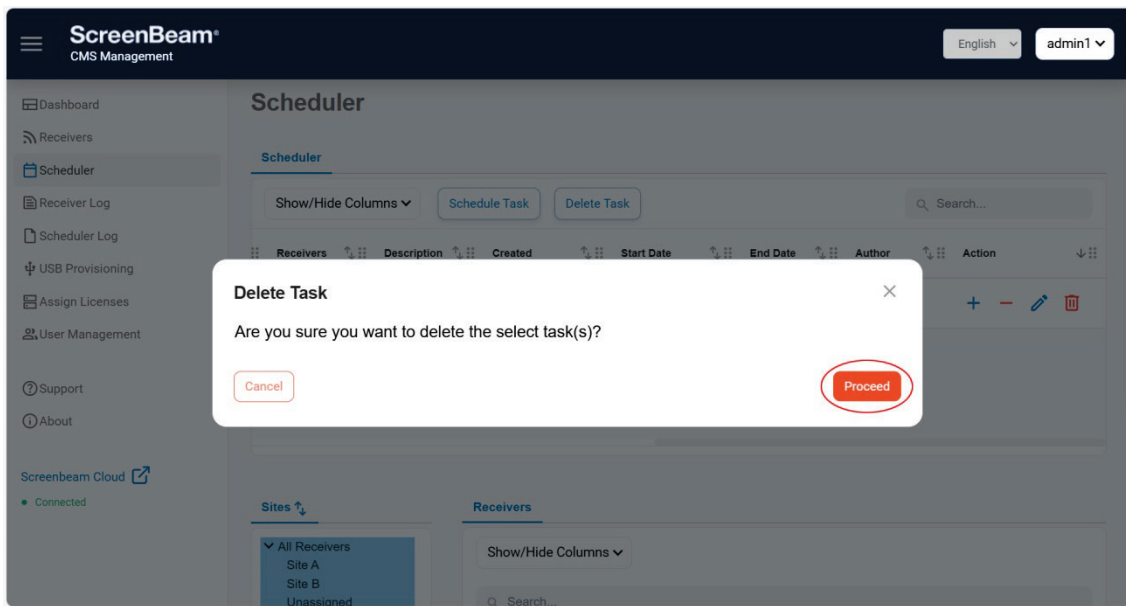 ScreenBeam®
CMS Management
English
admin1
Dashboard
Receivers
Scheduler
Receiver Log
Scheduler Log
USB Provisioning
Assign Licenses
User Management
Support
About
Screenbeam Cloud
Connected
Scheduler
Scheduler
Show/Hide Columns
Schedule Task
Delete Task
Search...
Receivers Description Created Start Date End Date Author Action
Delete Task
Are you sure you want to delete the select task(s)?
Cancel
Proceed
Sites
All Receivers
Site A
Site B
Unassigned
Receivers
Show/Hide Columns
Search...